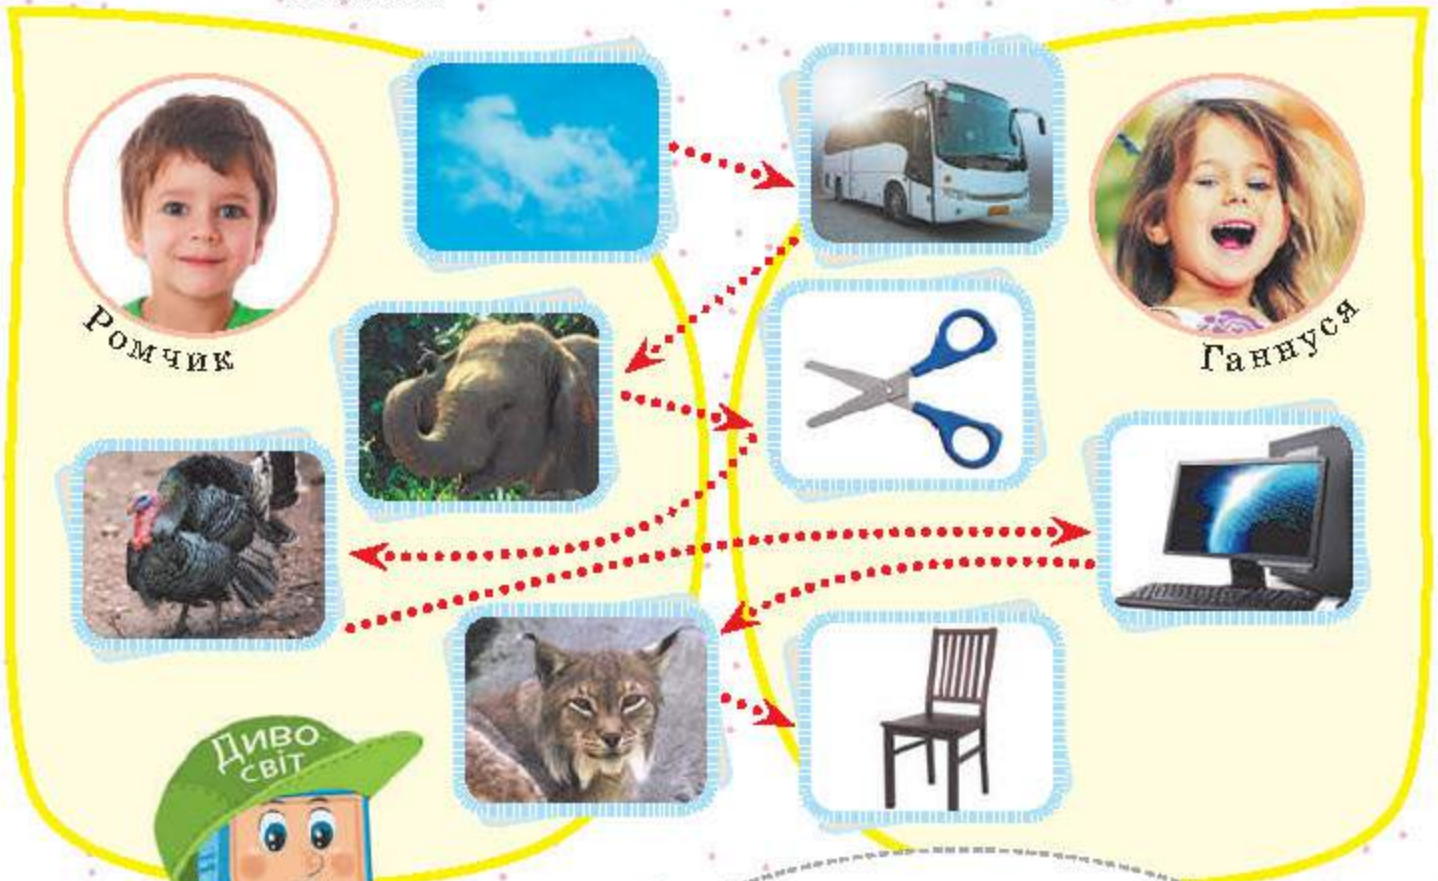 Ромчик
Ганнуся
Диво
світ